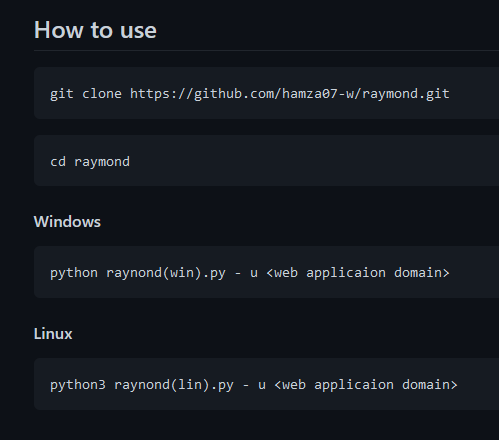 How to use
git clone https://github.com/hamza07-w/raymond.git
cd raymond
Windows
python raynond(win).py - u <web applicaion domain>
Linux
python3 raynond(lin).py - u <web applicaion domain>